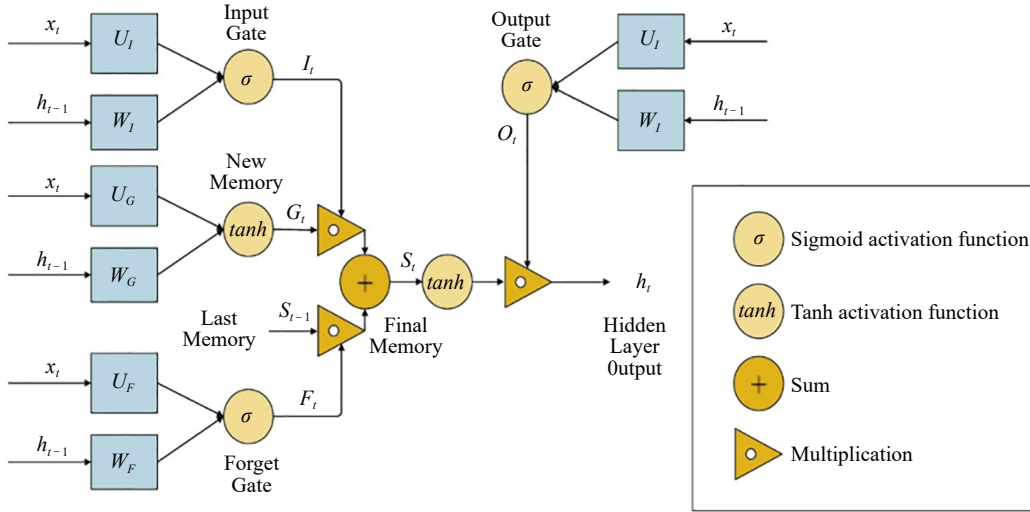 x_t
U_I
Input
Gate
σ
I_t
h_{t-1}
W_I
x_t
U_G
New
Memory
tanh
G_t
h_{t-1}
W_G
Last
Memory
S_{t-1}
+
Final
Memory
S_t
tanh
x_t
U_F
F_t
σ
h_{t-1}
W_F
Forget
Gate
Output
Gate
σ
O_t
U_I
x_t
W_I
h_{t-1}
h_t
Hidden
Layer
0utput
σ Sigmoid activation function
tanh Tanh activation function
+ Sum
Multiplication